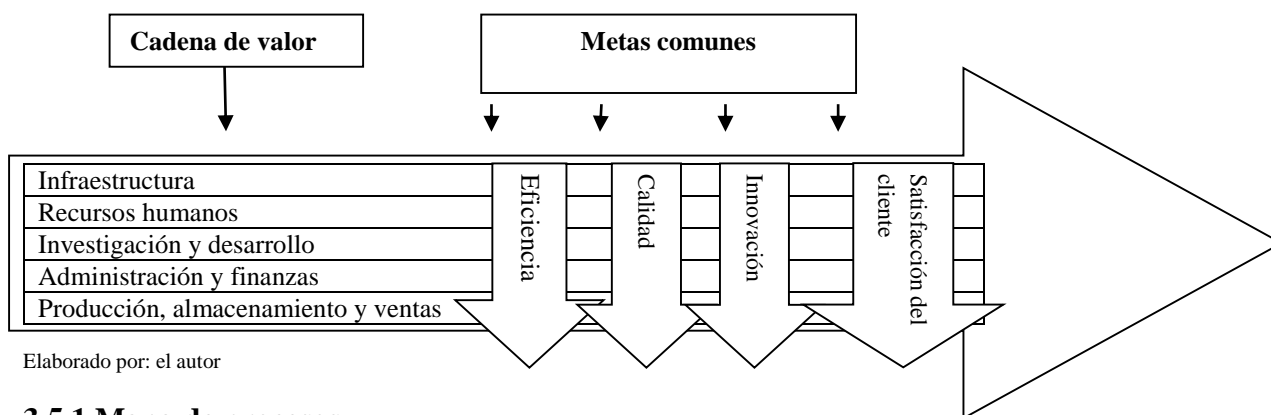 Cadena de valor
Metas comunes
Infraestructura
Recursos humanos
Investigación y desarrollo
Administración y finanzas
Producción, almacenamiento y ventas
Eficiencia
Calidad
Innovación
Satisfacción del
cliente
Elaborado por: el autor